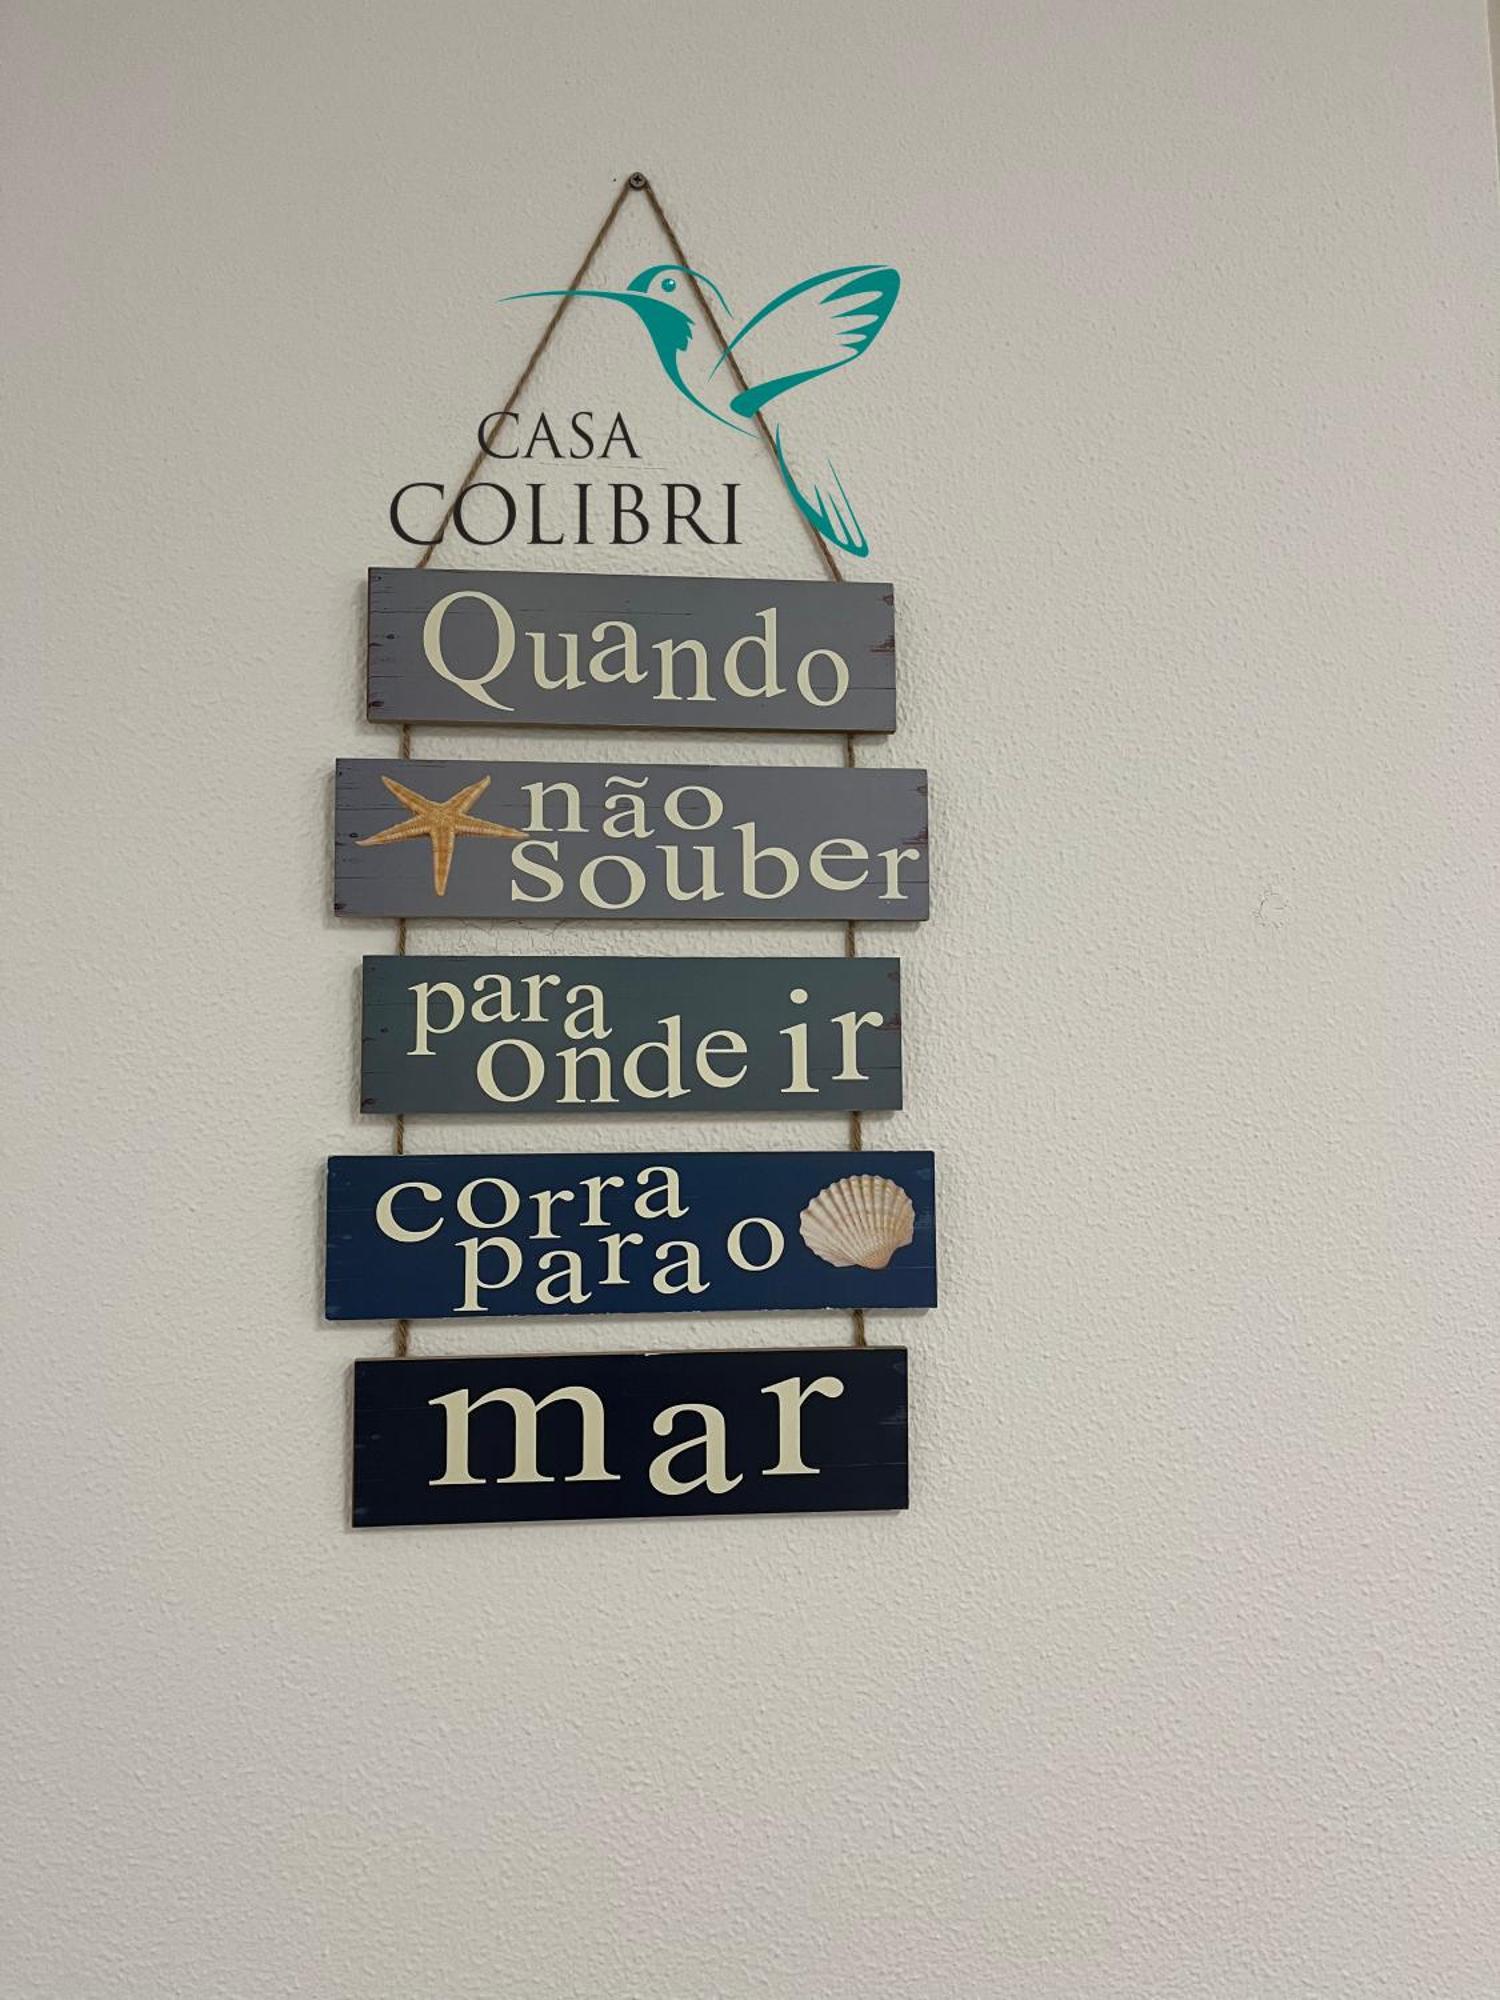 CASA
COLIBRI
Quando
não
souber
para
onde ir
corra
para o
mar